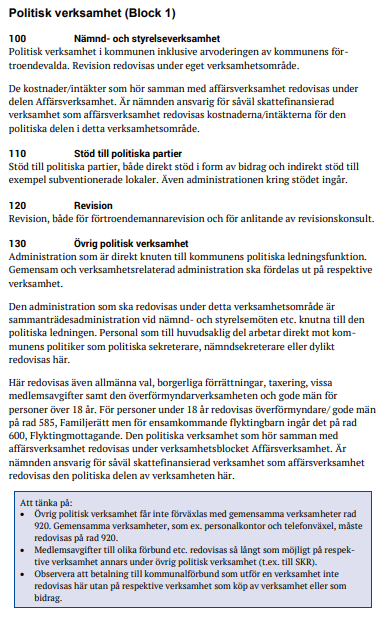 Politisk verksamhet (Block 1)
100 Nämnd- och styrelseverksamhet
Politisk verksamhet i kommunen inklusive arvoderingen av kommunens för-
troendevalda. Revision redovisas under eget verksamhetsområde.
De kostnader/intäkter som hör samman med affärsverksamhet redovisas under
delen Affärsverksamhet. Är nämnden ansvarig för såväl skattefinansierad
verksamhet som affärsverksamhet redovisas kostnaderna/intäkterna för den
politiska delen i detta verksamhetsområde.
110 Stöd till politiska partier
Stöd till politiska partier, både direkt stöd i form av bidrag och indirekt stöd till
exempel subventionerade lokaler. Även administrationen kring stödet ingår.
120 Revision
Revision, både för förtroendemannarevision och för anlitande av revisionskonsult.
130 Övrig politisk verksamhet
Administration som är direkt knuten till kommunens politiska ledningsfunktion.
Gemensam och verksamhetsrelaterad administration ska fördelas ut på respektive
verksamhet.
Den administration som ska redovisas under detta verksamhetsområde är
sammanträdesadministration vid nämnd- och styrelsemöten etc. knutna till den
politiska ledningen. Personal som till huvudsaklig del arbetar direkt mot kom-
munens politiker som politiska sekreterare, nämndsekreterare eller dylikt
redovisas här.
Här redovisas även allmänna val, borgerliga förrättningar, taxering, vissa
medlemsavgifter samt den överförmyndarverksamheten och gode män för
personer över 18 år. För personer under 18 år redovisas överförmyndare/ gode män
på rad 585, Familjerätt men för ensamkommande flyktingbarn ingår det på rad
600, Flyktingmottagande. Den politiska verksamhet som hör samman med
affärsverksamhet redovisas under verksamhetsblocket Affärsverksamhet. Är
nämnden ansvarig för såväl skattefinansierad verksamhet som affärsverksamhet
redovisas den politiska delen av verksamheten här.
Att tänka på:
• Övrig politisk verksamhet får inte förväxlas med gemensamma verksamheter rad
920. Gemensamma verksamheter, som ex. personalkontor och telefonväxel, måste
redovisas på rad 920.
• Medlemsavgifter till olika förbund etc. redovisas så långt som möjligt på respek-
tive verksamhet annars under övrig politisk verksamhet (t.ex. till SKR).
• Observera att betalning till kommunalförbund som utför en verksamhet inte
redovisas här utan på respektive verksamhet som köp av verksamhet eller som
bidrag.